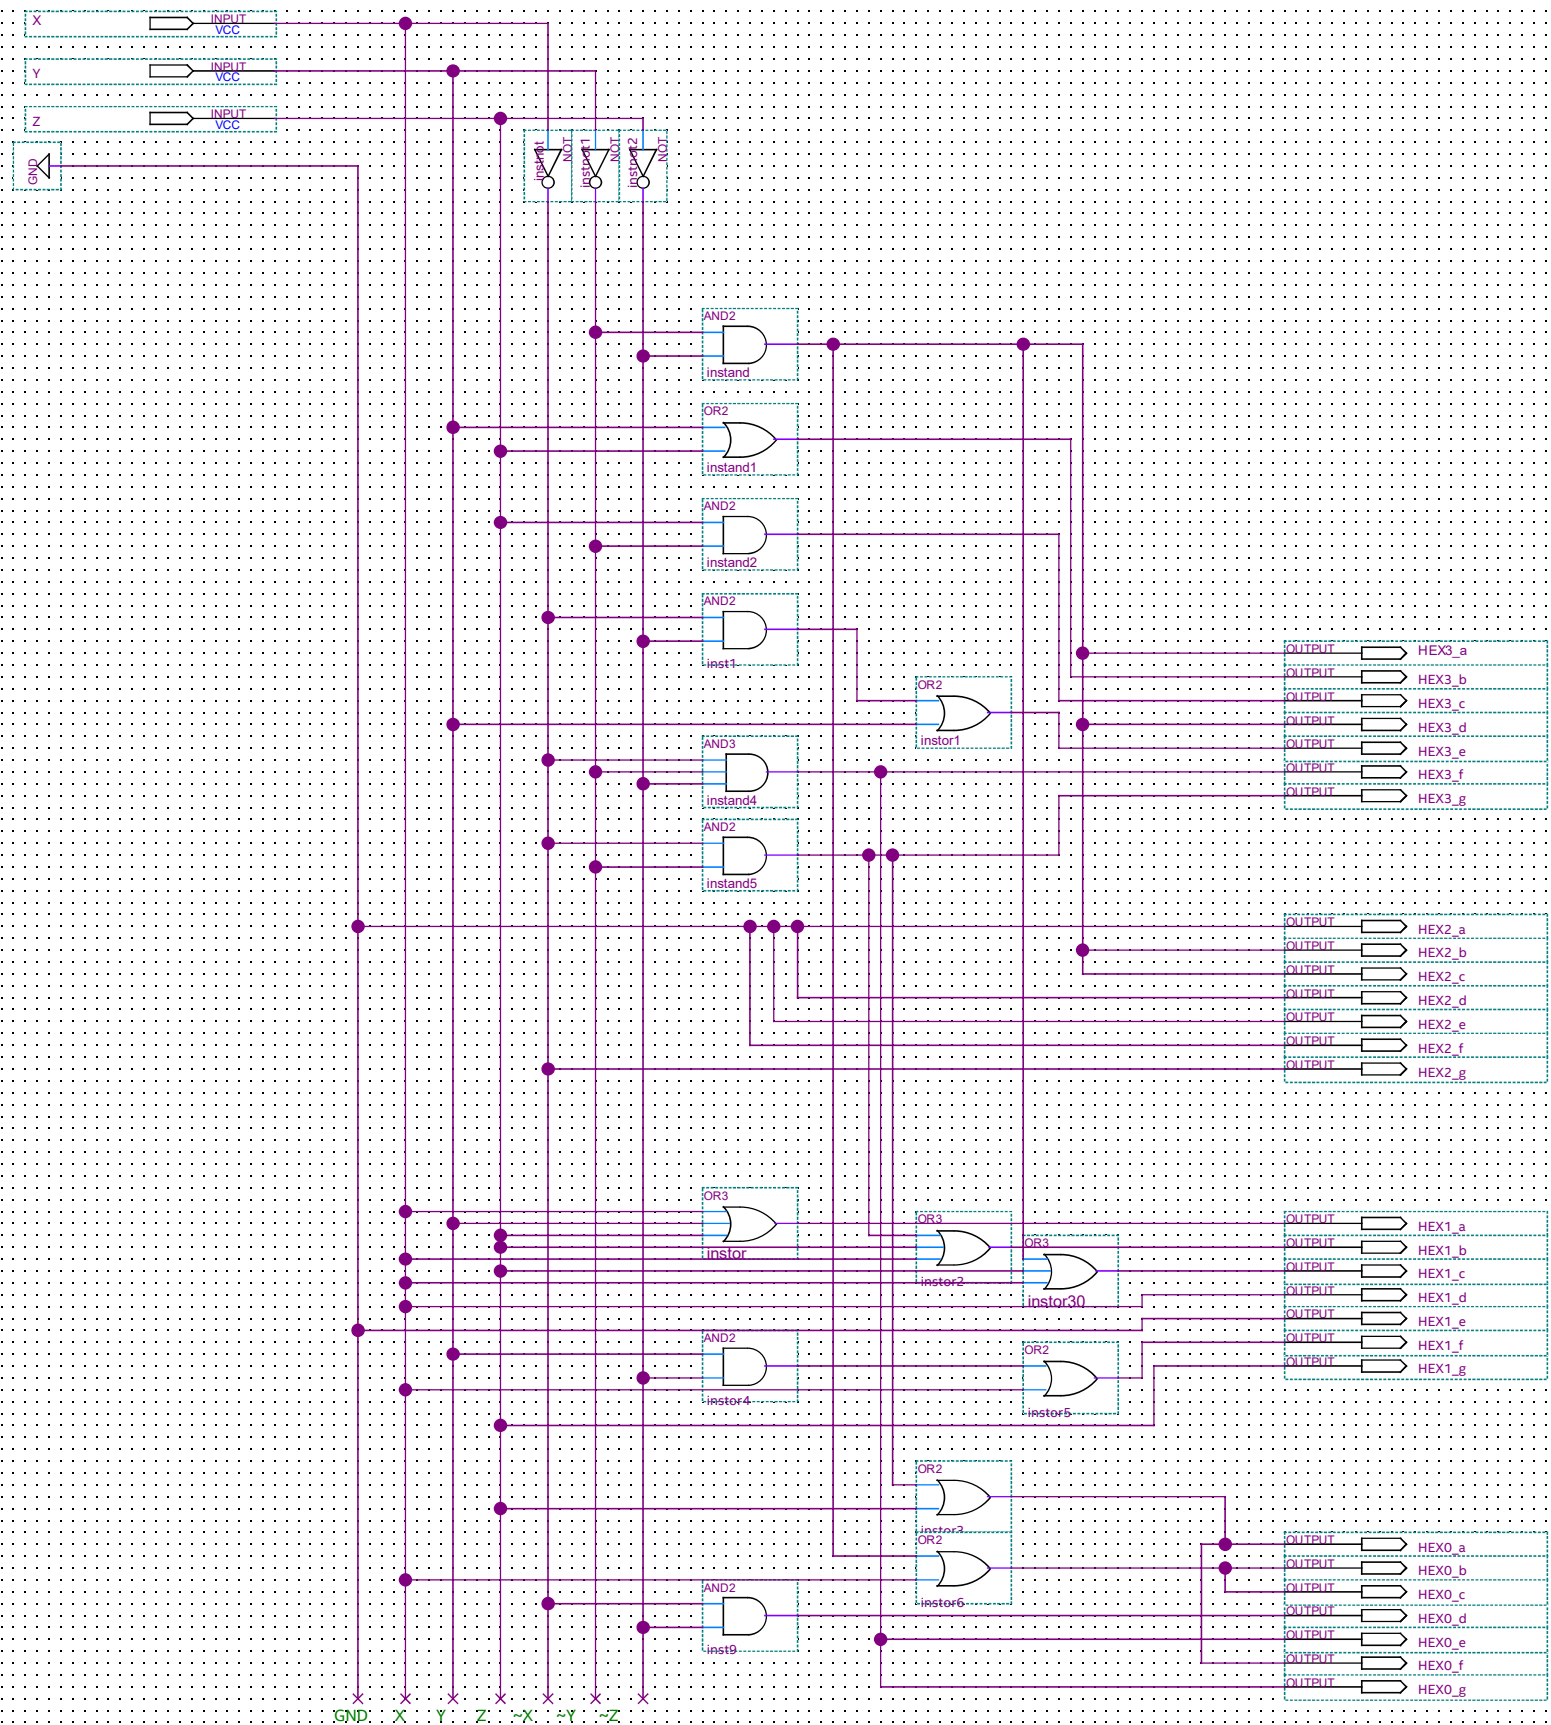 X INPUT
VCC
Y INPUT
VCC
Z INPUT
VCC
GND
instnot NOT instnot1 NOT instnot2 NOT
AND2
instand
OR2
instand1
AND2
instand2
AND2
inst1
OR2
instor1
AND3
instand4
AND2
instand5
OUTPUT HEX3_a
OUTPUT HEX3_b
OUTPUT HEX3_c
OUTPUT HEX3_d
OUTPUT HEX3_e
OUTPUT HEX3_f
OUTPUT HEX3_g
OUTPUT HEX2_a
OUTPUT HEX2_b
OUTPUT HEX2_c
OUTPUT HEX2_d
OUTPUT HEX2_e
OUTPUT HEX2_f
OUTPUT HEX2_g
OR3
instor
OR3
instor2
OR3
instor30
OUTPUT HEX1_a
OUTPUT HEX1_b
OUTPUT HEX1_c
OUTPUT HEX1_d
OUTPUT HEX1_e
OUTPUT HEX1_f
OUTPUT HEX1_g
AND2
instor4
OR2
instor5
OR2
instor3
OR2
instor6
AND2
inst9
OUTPUT HEX0_a
OUTPUT HEX0_b
OUTPUT HEX0_c
OUTPUT HEX0_d
OUTPUT HEX0_e
OUTPUT HEX0_f
OUTPUT HEX0_g
GND X Y Z ~X ~Y ~Z